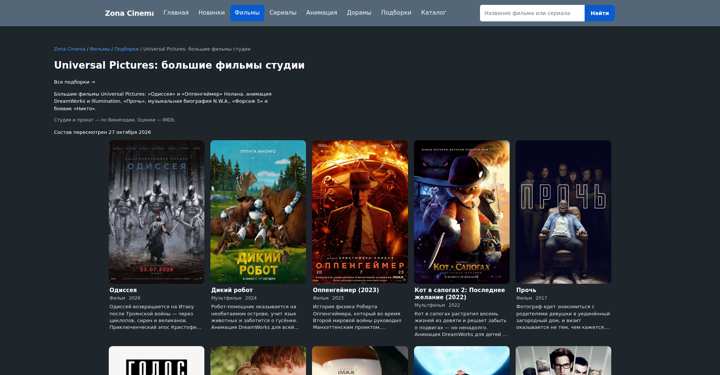 Zona Cinema
Главная Новинки Фильмы Сериалы Анимация Дорамы Подборки Каталог
Название фильма или сериала
Найти
Zona Cinema / Фильмы / Подборки / Universal Pictures: большие фильмы студии
Universal Pictures: большие фильмы студии
Все подборки →
Большие фильмы Universal Pictures: «Одиссея» и «Оппенгеймер» Нолана, анимация
DreamWorks и Illumination, «Прочь», музыкальная биография N.W.A., «Форсаж 5» и
боевик «Никто».
Студия и прокат — по Википедии. Оценки — IMDb.
Состав пересмотрен 27 октября 2026
ОДИССЕЯ
ДИКИЙ
РОБОТ
ОППЕНГЕЙМЕР
КОТ В САПОГАХ
ПРОЧЬ
Одиссея
Фильм 2026
Одиссей возвращается на Итаку
после Троянской войны — через
циклопов, сирен и великанов.
Приключенческий эпос Кристофе...
Дикий робот
Мультфильм 2024
Робот-помощник оказывается на
необитаемом острове, учит язык
животных и заботится о гусёнке.
Анимация DreamWorks для всей...
Оппенгеймер (2023)
Фильм 2023
История физика Роберта
Оппенгеймера, который во время
Второй мировой войны руководил
Манхэттенским проектом,...
Кот в сапогах 2: Последнее
желание (2022)
Мультфильм 2022
Кот в сапогах растратил восемь
жизней из девяти и решает забыть
о подвигах — но ненадолго.
Анимация DreamWorks для детей ...
Прочь
Фильм 2017
Фотограф едет знакомиться с
родителями девушки в уединённый
загородный дом, и визит
оказывается не тем, чем кажется,...
ГОЛОС